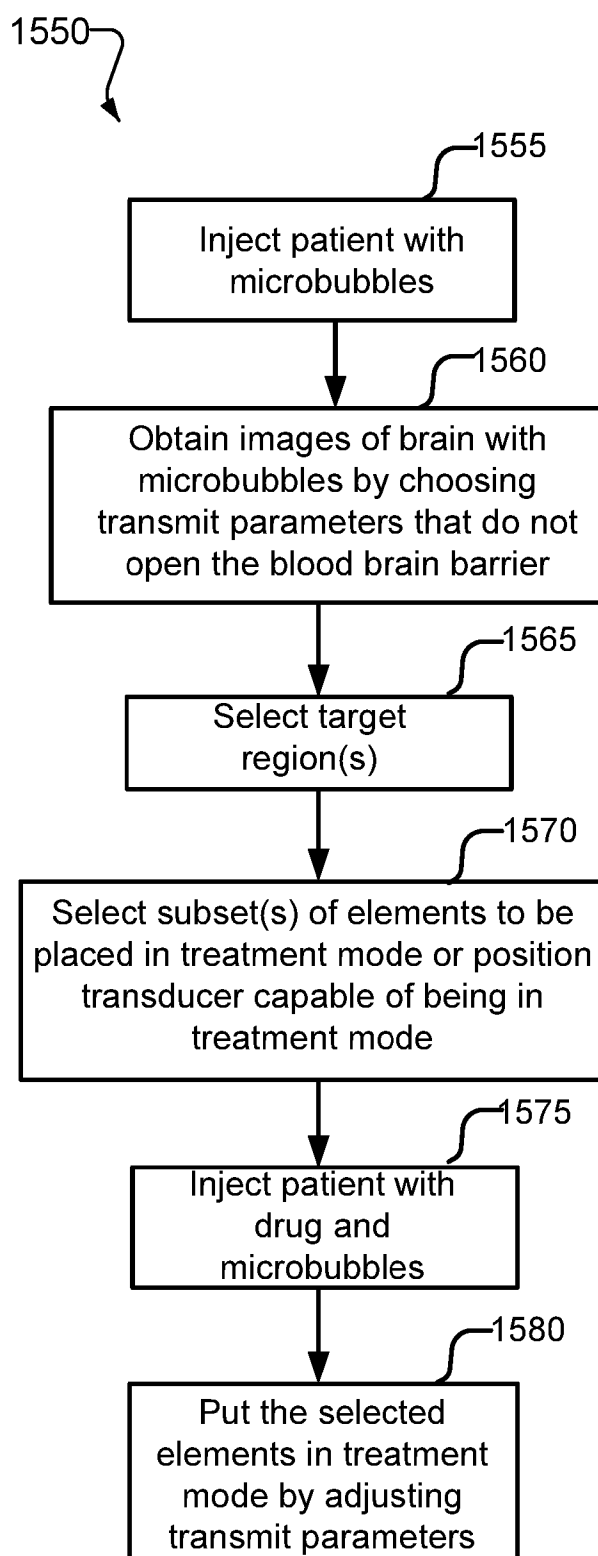 1550
1555
Inject patient with
microbubbles
1560
Obtain images of brain with
microbubbles by choosing
transmit parameters that do not
open the blood brain barrier
1565
Select target
region(s)
1570
Select subset(s) of elements to be
placed in treatment mode or position
transducer capable of being in
treatment mode
1575
Inject patient with
drug and
microbubbles
1580
Put the selected
elements in treatment
mode by adjusting
transmit parameters